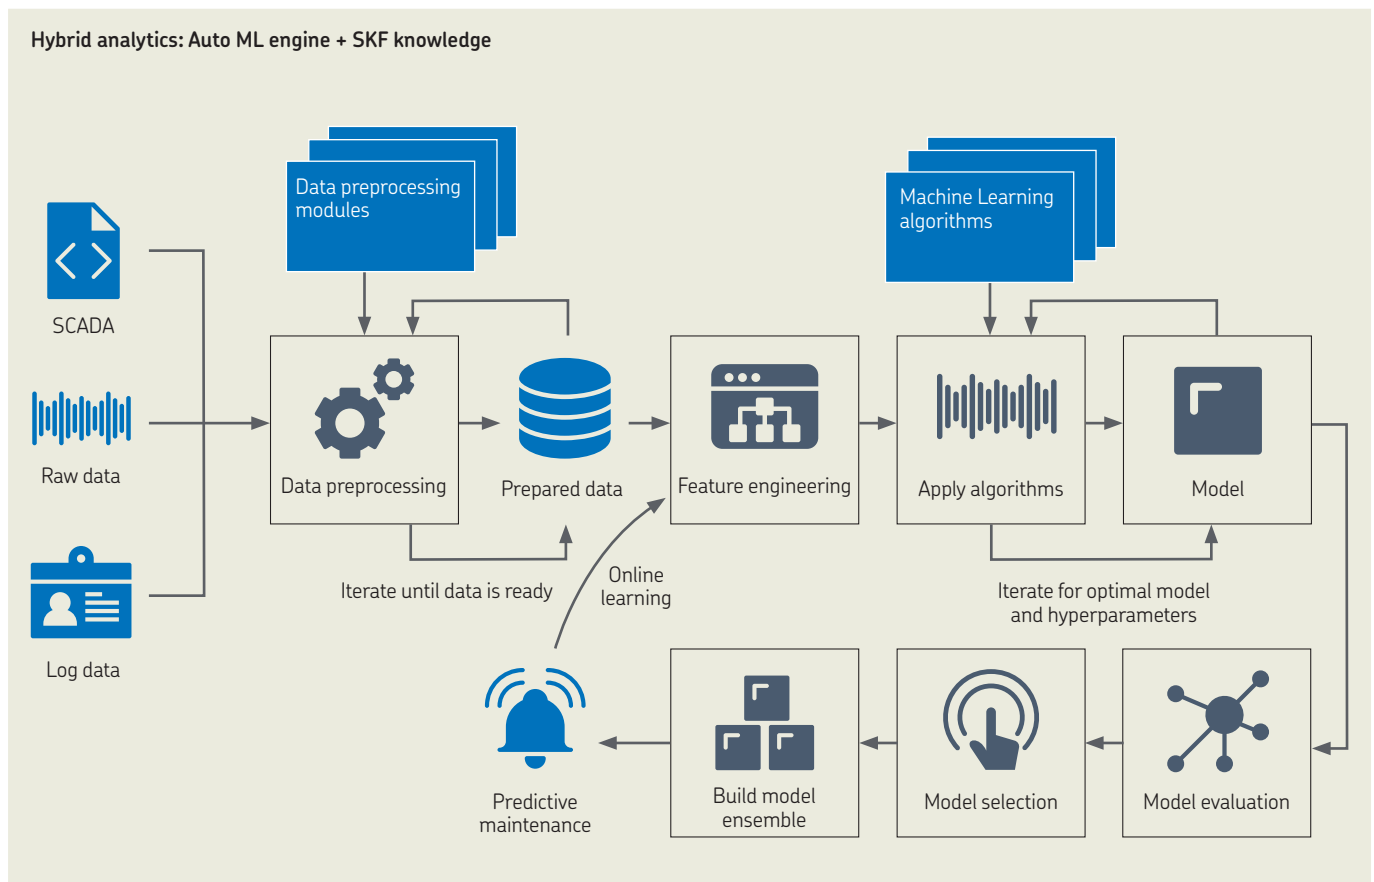 Hybrid analytics: Auto ML engine + SKF knowledge
Data preprocessing
modules
Machine Learning
algorithms
SCADA
Raw data
Log data
Data preprocessing
Prepared data
Feature engineering
Apply algorithms
Model
Iterate until data is ready
Online
learning
Iterate for optimal model
and hyperparameters
Predictive
maintenance
Build model
ensemble
Model selection
Model evaluation